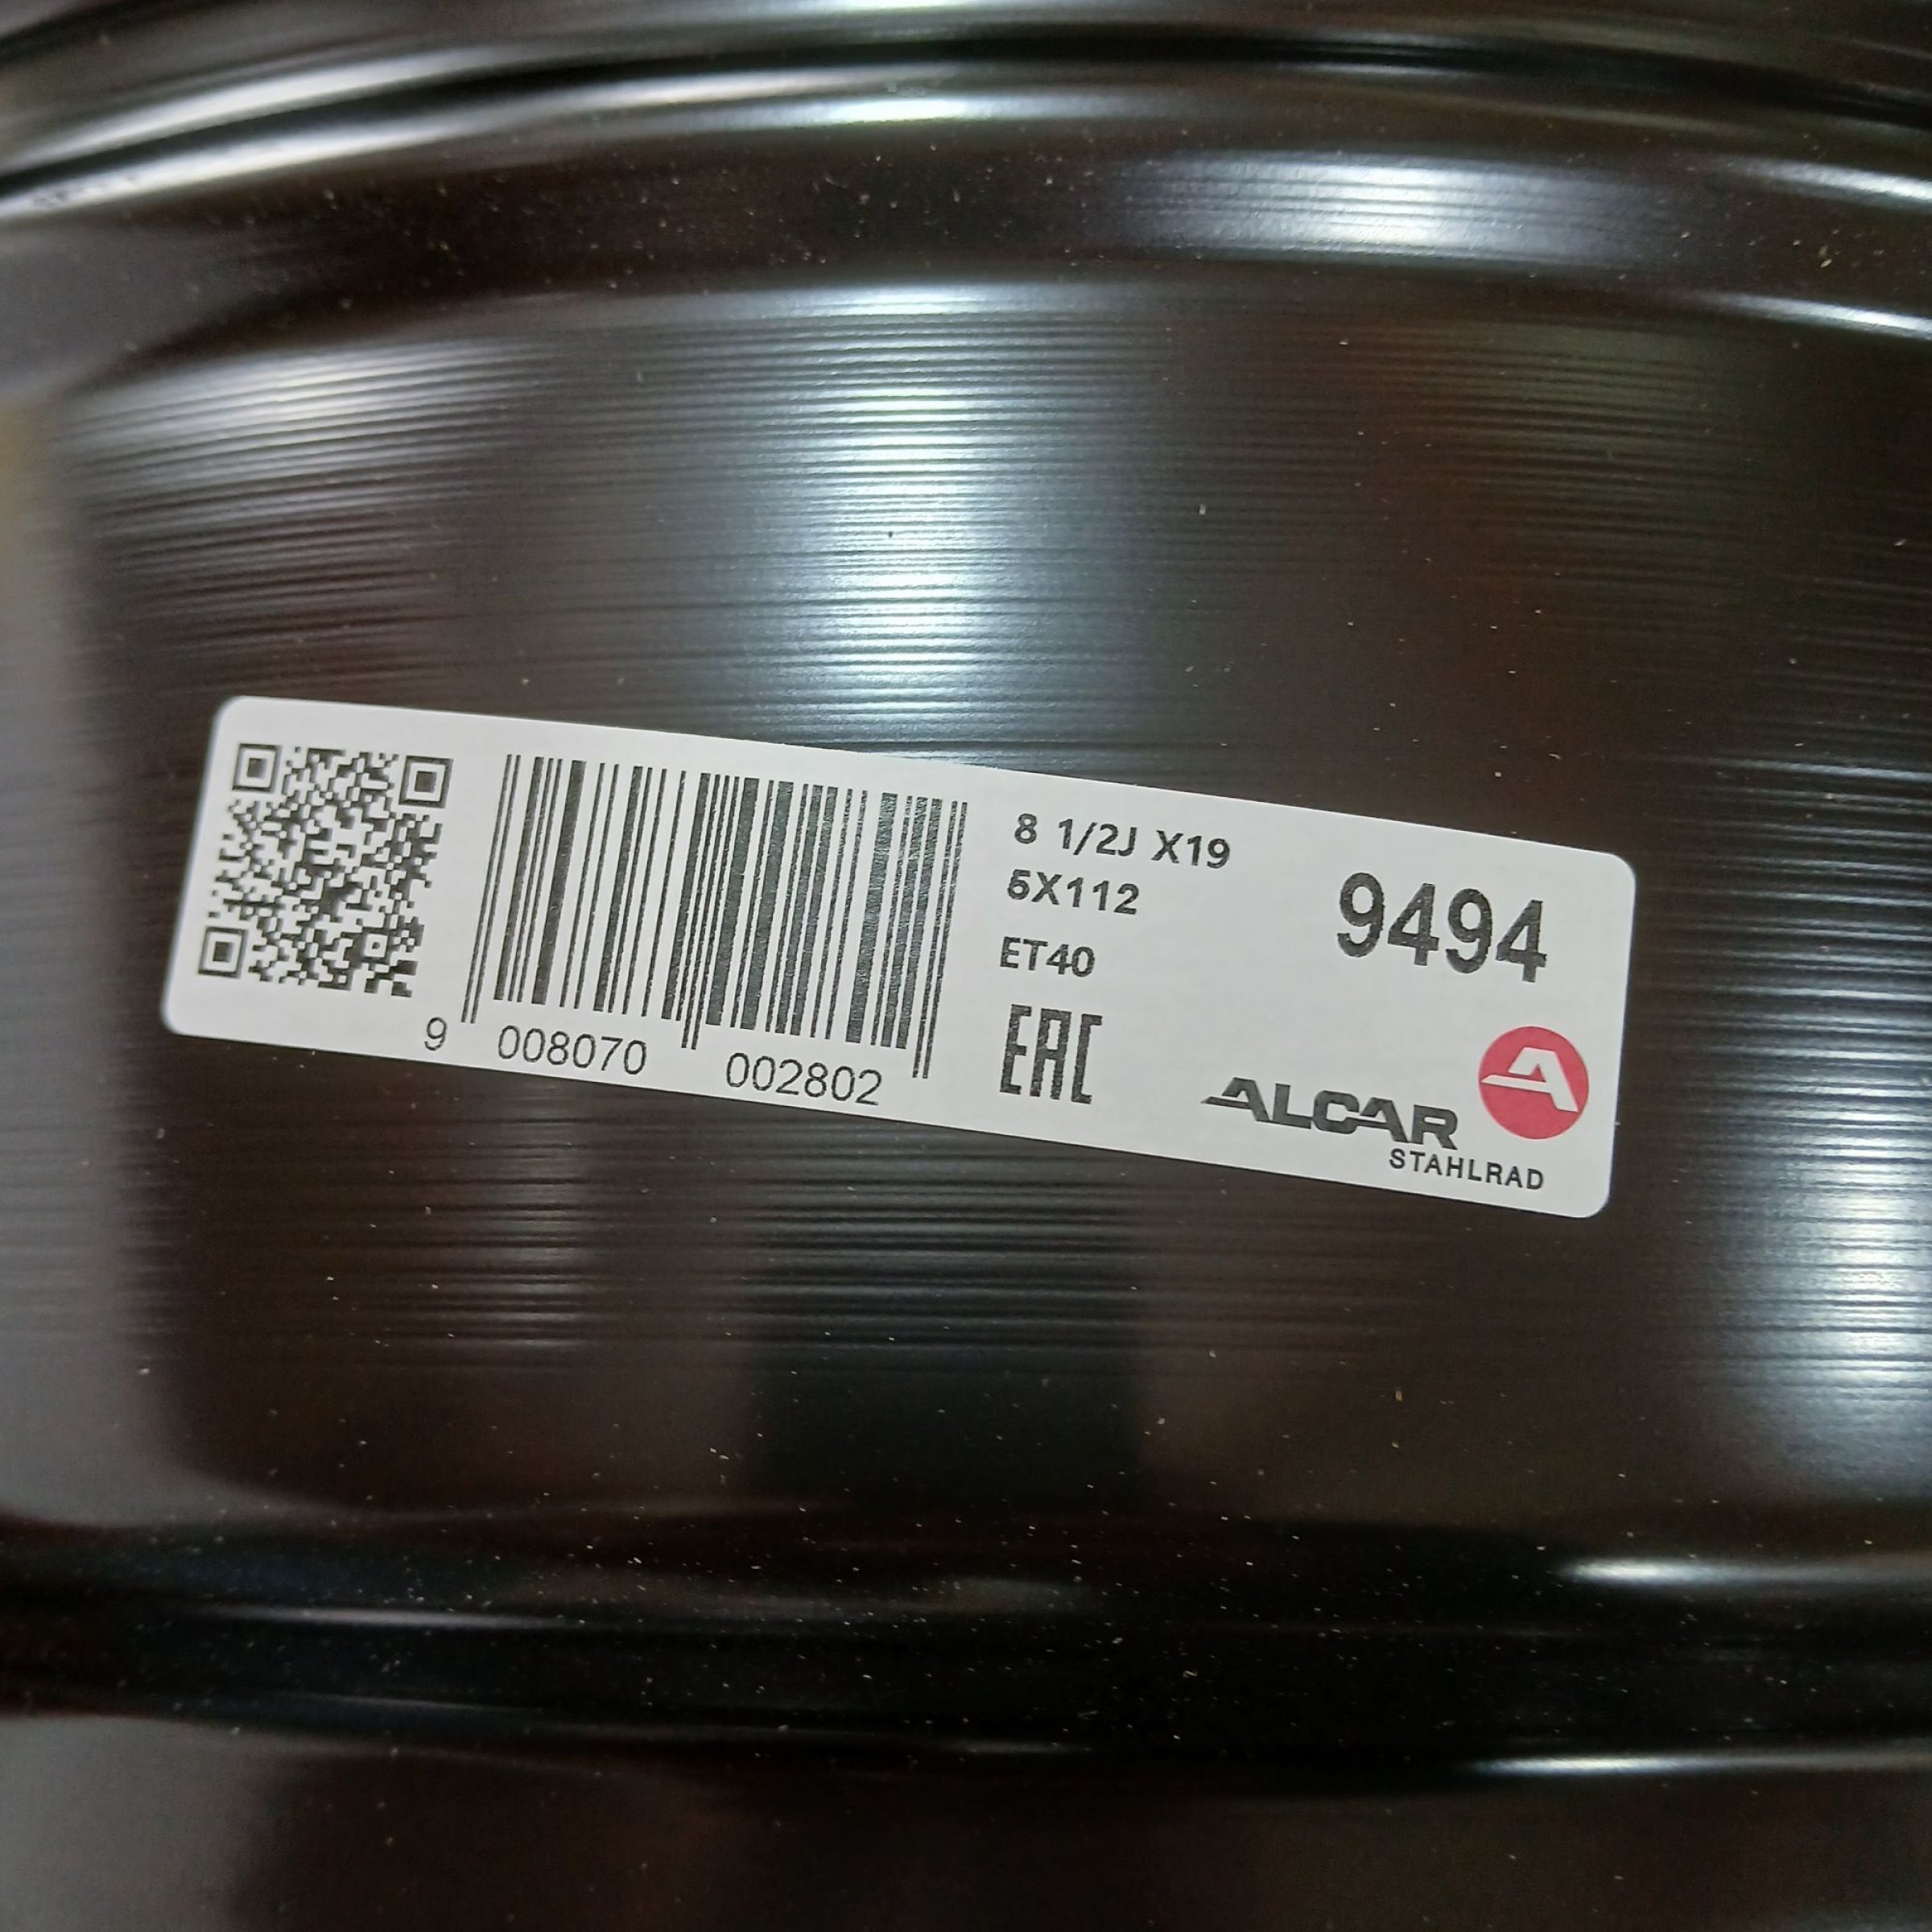 8 1/2J X19
5X112
ET40
9494
EAC
9 008070 002802
ALCAR
STAHLRAD